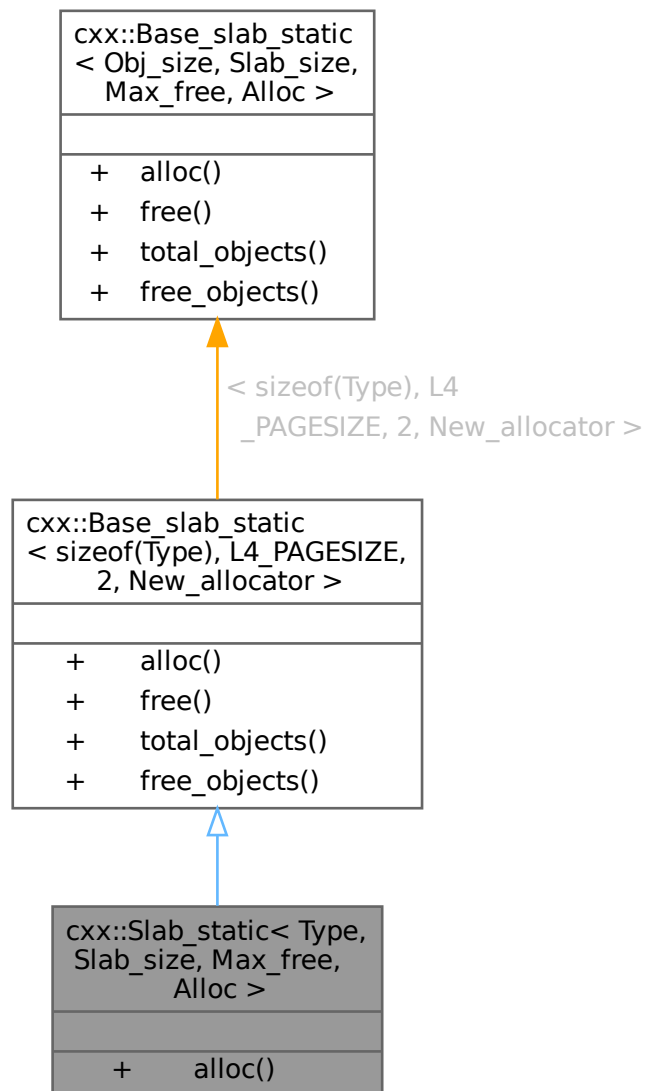 cxx::Base_slab_static
< Obj_size, Slab_size,
Max_free, Alloc >
+ alloc()
+ free()
+ total_objects()
+ free_objects()
< sizeof(Type), L4
_PAGESIZE, 2, New_allocator >
cxx::Base_slab_static
< sizeof(Type), L4_PAGESIZE,
2, New_allocator >
+ alloc()
+ free()
+ total_objects()
+ free_objects()
cxx::Slab_static< Type,
Slab_size, Max_free,
Alloc >
+ alloc()